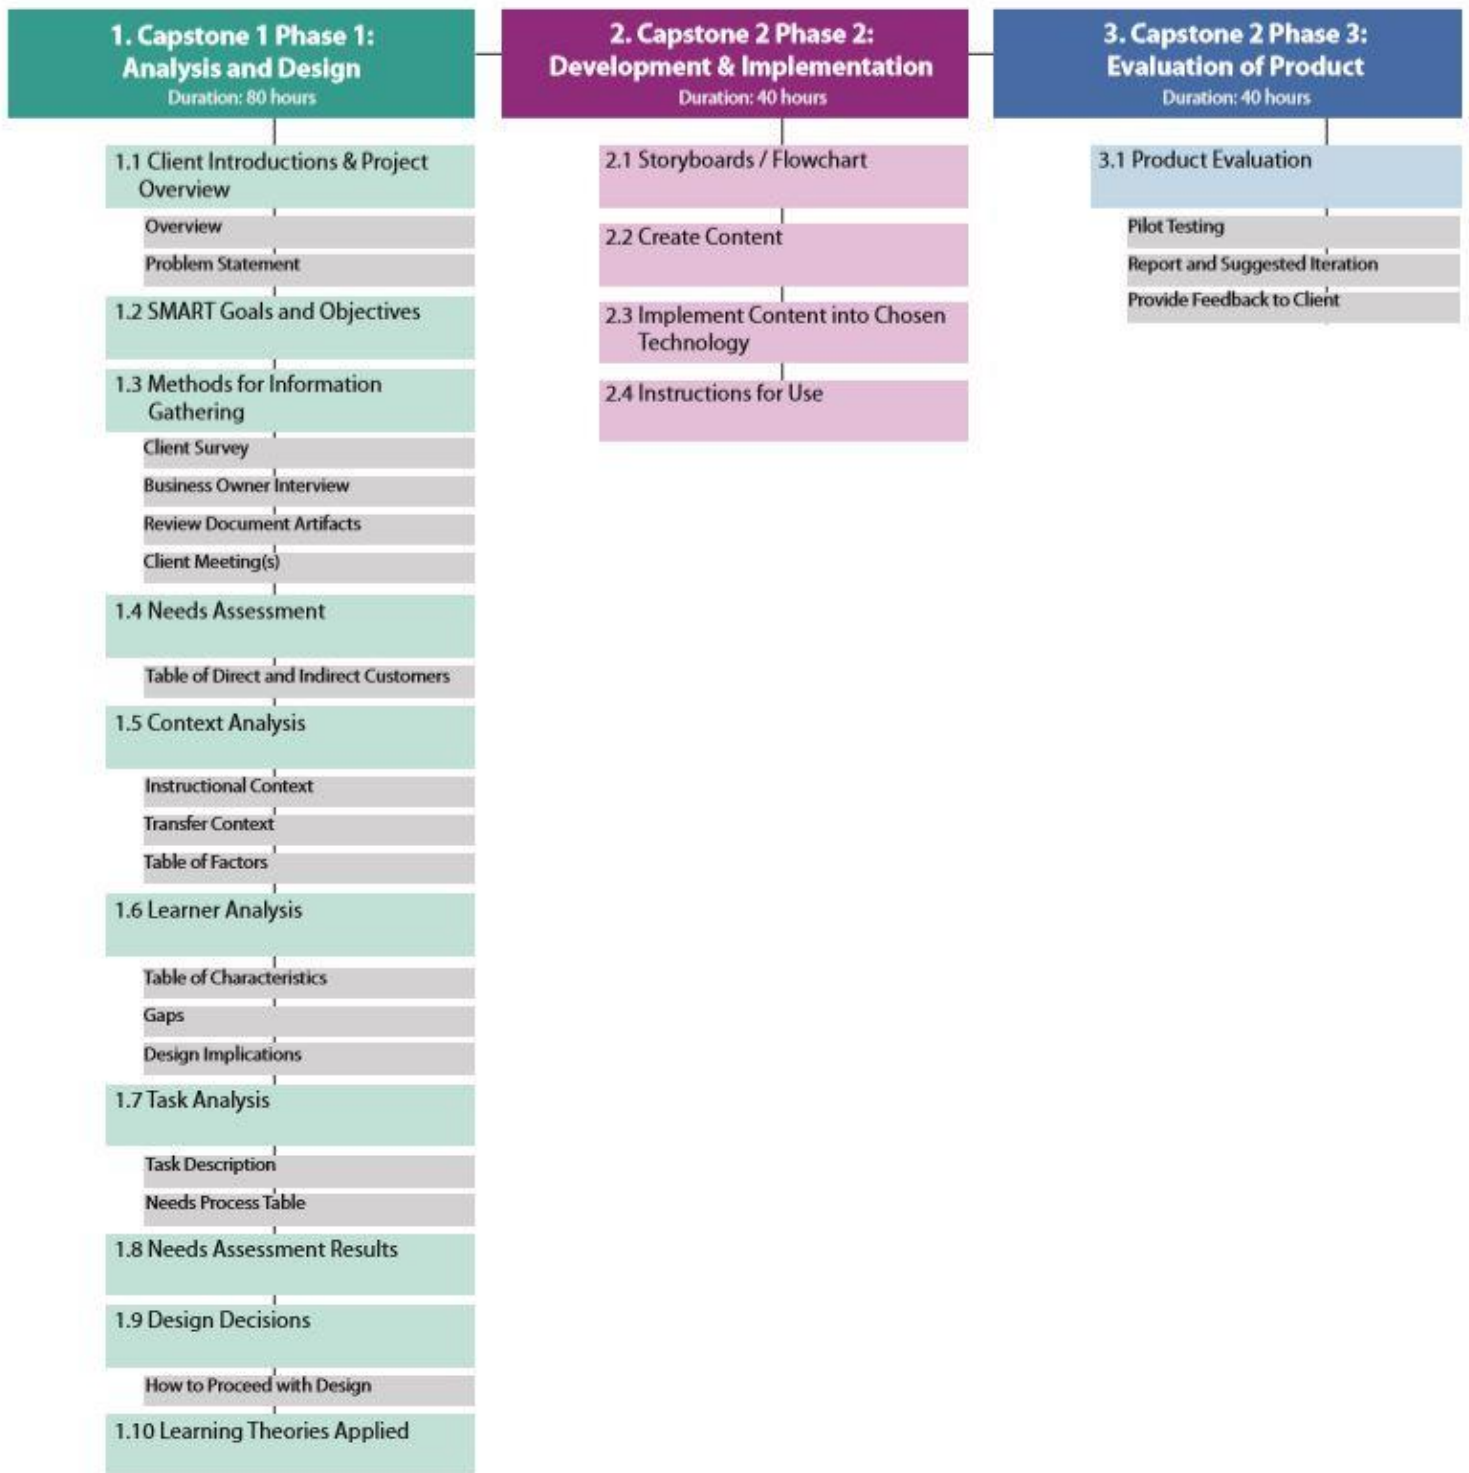 1. Capstone 1 Phase 1:
Analysis and Design
Duration: 80 hours
1.1 Client Introductions & Project
Overview
Overview
Problem Statement
1.2 SMART Goals and Objectives
1.3 Methods for Information
Gathering
Client Survey
Business Owner Interview
Review Document Artifacts
Client Meeting(s)
1.4 Needs Assessment
Table of Direct and Indirect Customers
1.5 Context Analysis
Instructional Context
Transfer Context
Table of Factors
1.6 Learner Analysis
Table of Characteristics
Gaps
Design Implications
1.7 Task Analysis
Task Description
Needs Process Table
1.8 Needs Assessment Results
1.9 Design Decisions
How to Proceed with Design
1.10 Learning Theories Applied
2. Capstone 2 Phase 2:
Development & Implementation
Duration: 40 hours
2.1 Storyboards / Flowchart
2.2 Create Content
2.3 Implement Content into Chosen
Technology
2.4 Instructions for Use
3. Capstone 2 Phase 3:
Evaluation of Product
Duration: 40 hours
3.1 Product Evaluation
Pilot Testing
Report and Suggested Iteration
Provide Feedback to Client